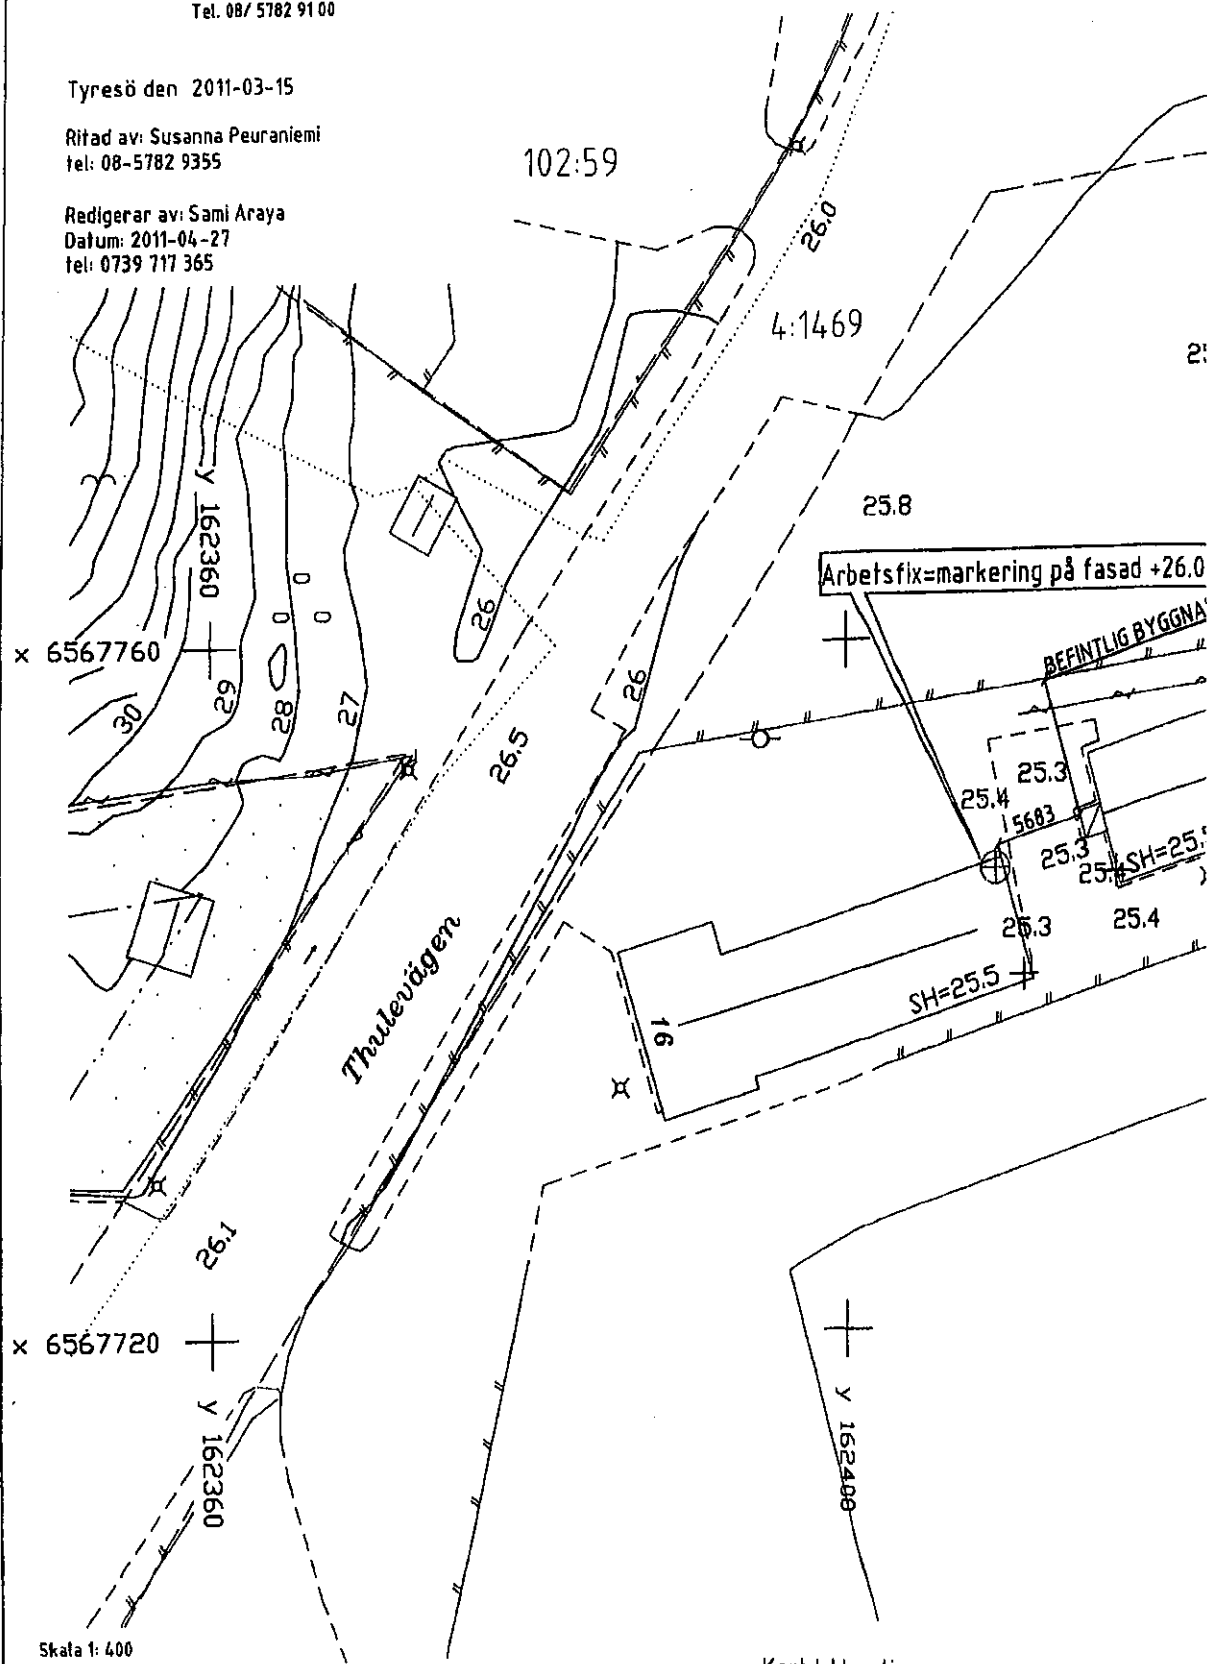 Tel. 08/ 5782 91 00
Tyresö den 2011-03-15
Ritad av: Susanna Peuraniemi
tel: 08-5782 9355
Redigerar av: Sami Araya
Datum: 2011-04-27
tel: 0739 717 365
102:59
26.0
4:1469
25.8
y 162360
Arbetsfix=markering på fasad +26.0
26
x 6567760
BEFINTLIG
30
29
28
27
26
26.5
25.3
25.4
5683
25.3
25.4
25.3
25.4
Thulevägen
SH=25.5
16
26.1
x 6567720
y 162360
y 162400
Skala 1: 400